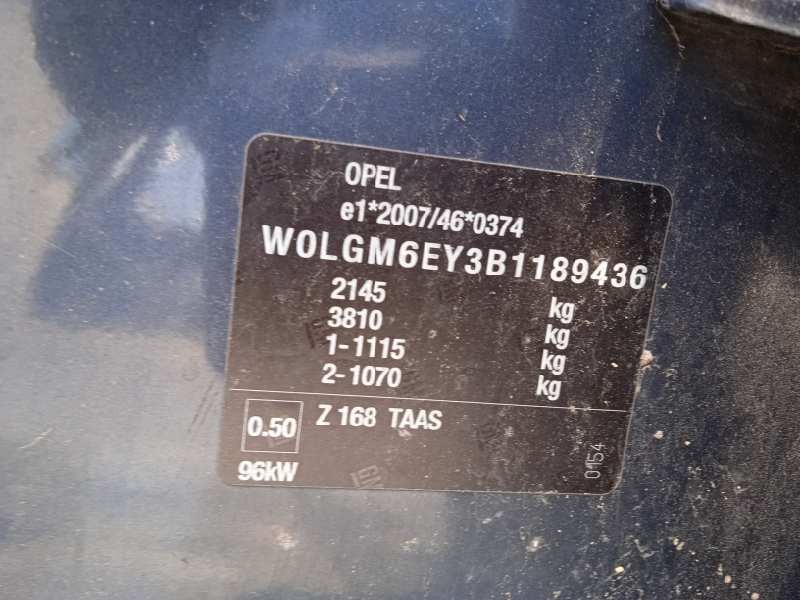 OPEL
e1*2007/46*0374
W0LGM6EY3B1189436
2145 kg
3810 kg
1-1115 kg
2-1070 kg
0.50 Z 168 TAAS
96kW 0154